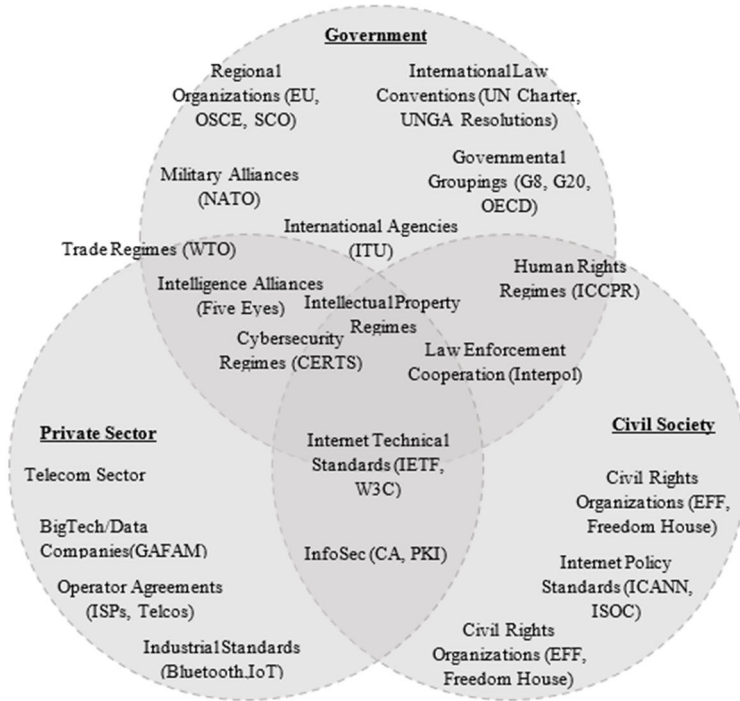 Government
Regional
Organizations (EU,
OSCE, SCO)
International Law
Conventions (UN Charter,
UNGA Resolutions)
Military Alliances
(NATO)
Governmental
Groupings (G8, G20,
OECD)
International Agencies
(ITU)
Trade Regimes (WTO)
Intelligence Alliances
(Five Eyes)
Intellectual Property
Regimes
Human Rights
Regimes (ICCPR)
Cybersecurity
Regimes (CERTS)
Law Enforcement
Cooperation (Interpol)
Private Sector
Telecom Sector
BigTech/Data
Companies(GAFAM)
Operator Agreements
(ISPs, Telcos)
Industrial Standards
(Bluetooth,IoT)
Internet Technical
Standards (IETF,
W3C)
InfoSec (CA, PKI)
Civil Society
Civil Rights
Organizations (EFF,
Freedom House)
Internet Policy
Standards (ICANN,
ISOC)
Civil Rights
Organizations (EFF,
Freedom House)